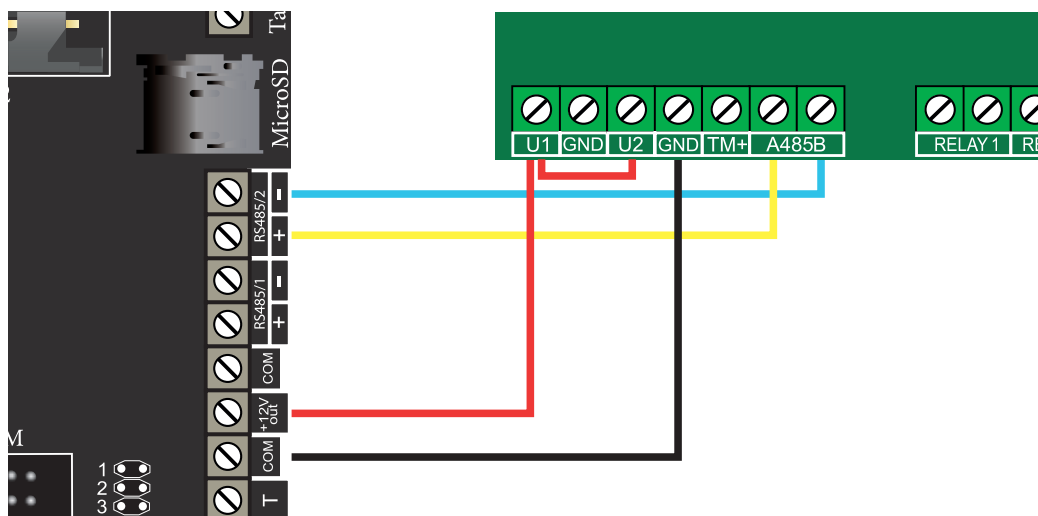 Ta
MicroSD
U1 GND U2 GND TM+ A485B
RELAY 1 RE
RS485/2 - +
RS485/1 - +
COM
+12V out
COM
T
M
1
2
3